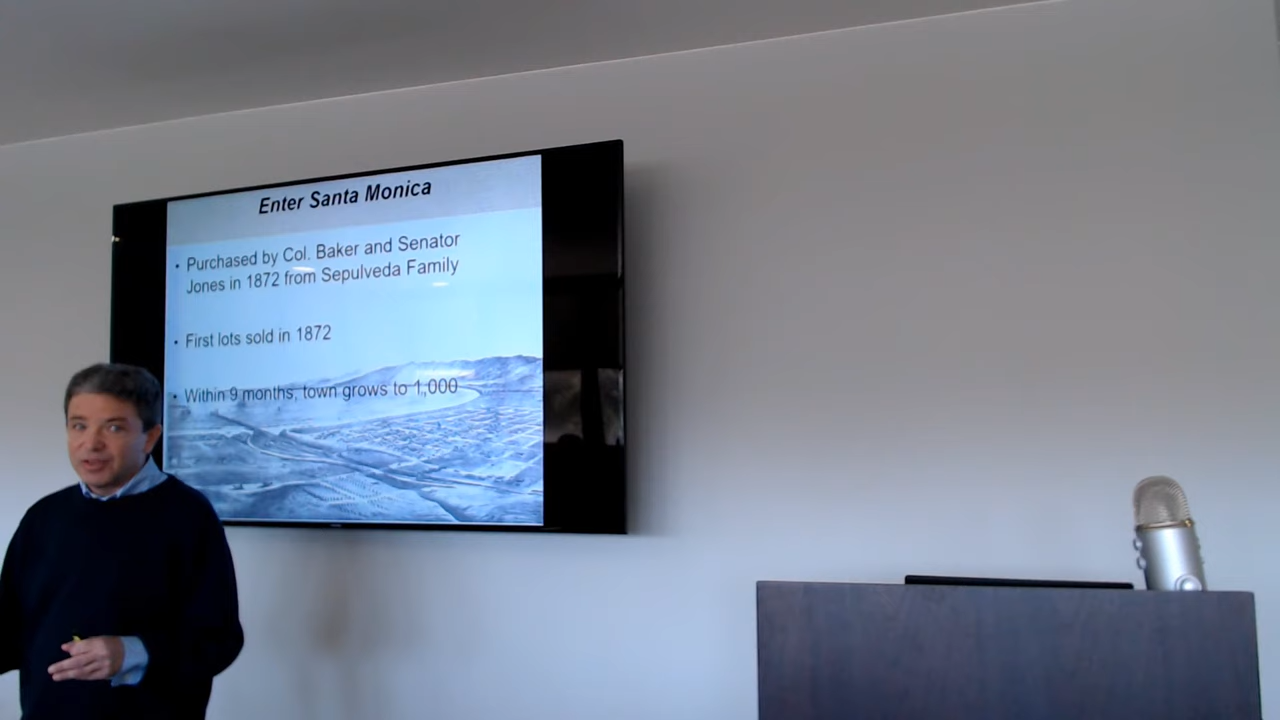 Enter Santa Monica
• Purchased by Col. Baker and Senator
Jones in 1872 from Sepulveda Family
• First lots sold in 1872
• Within 9 months, town grows to 1,000